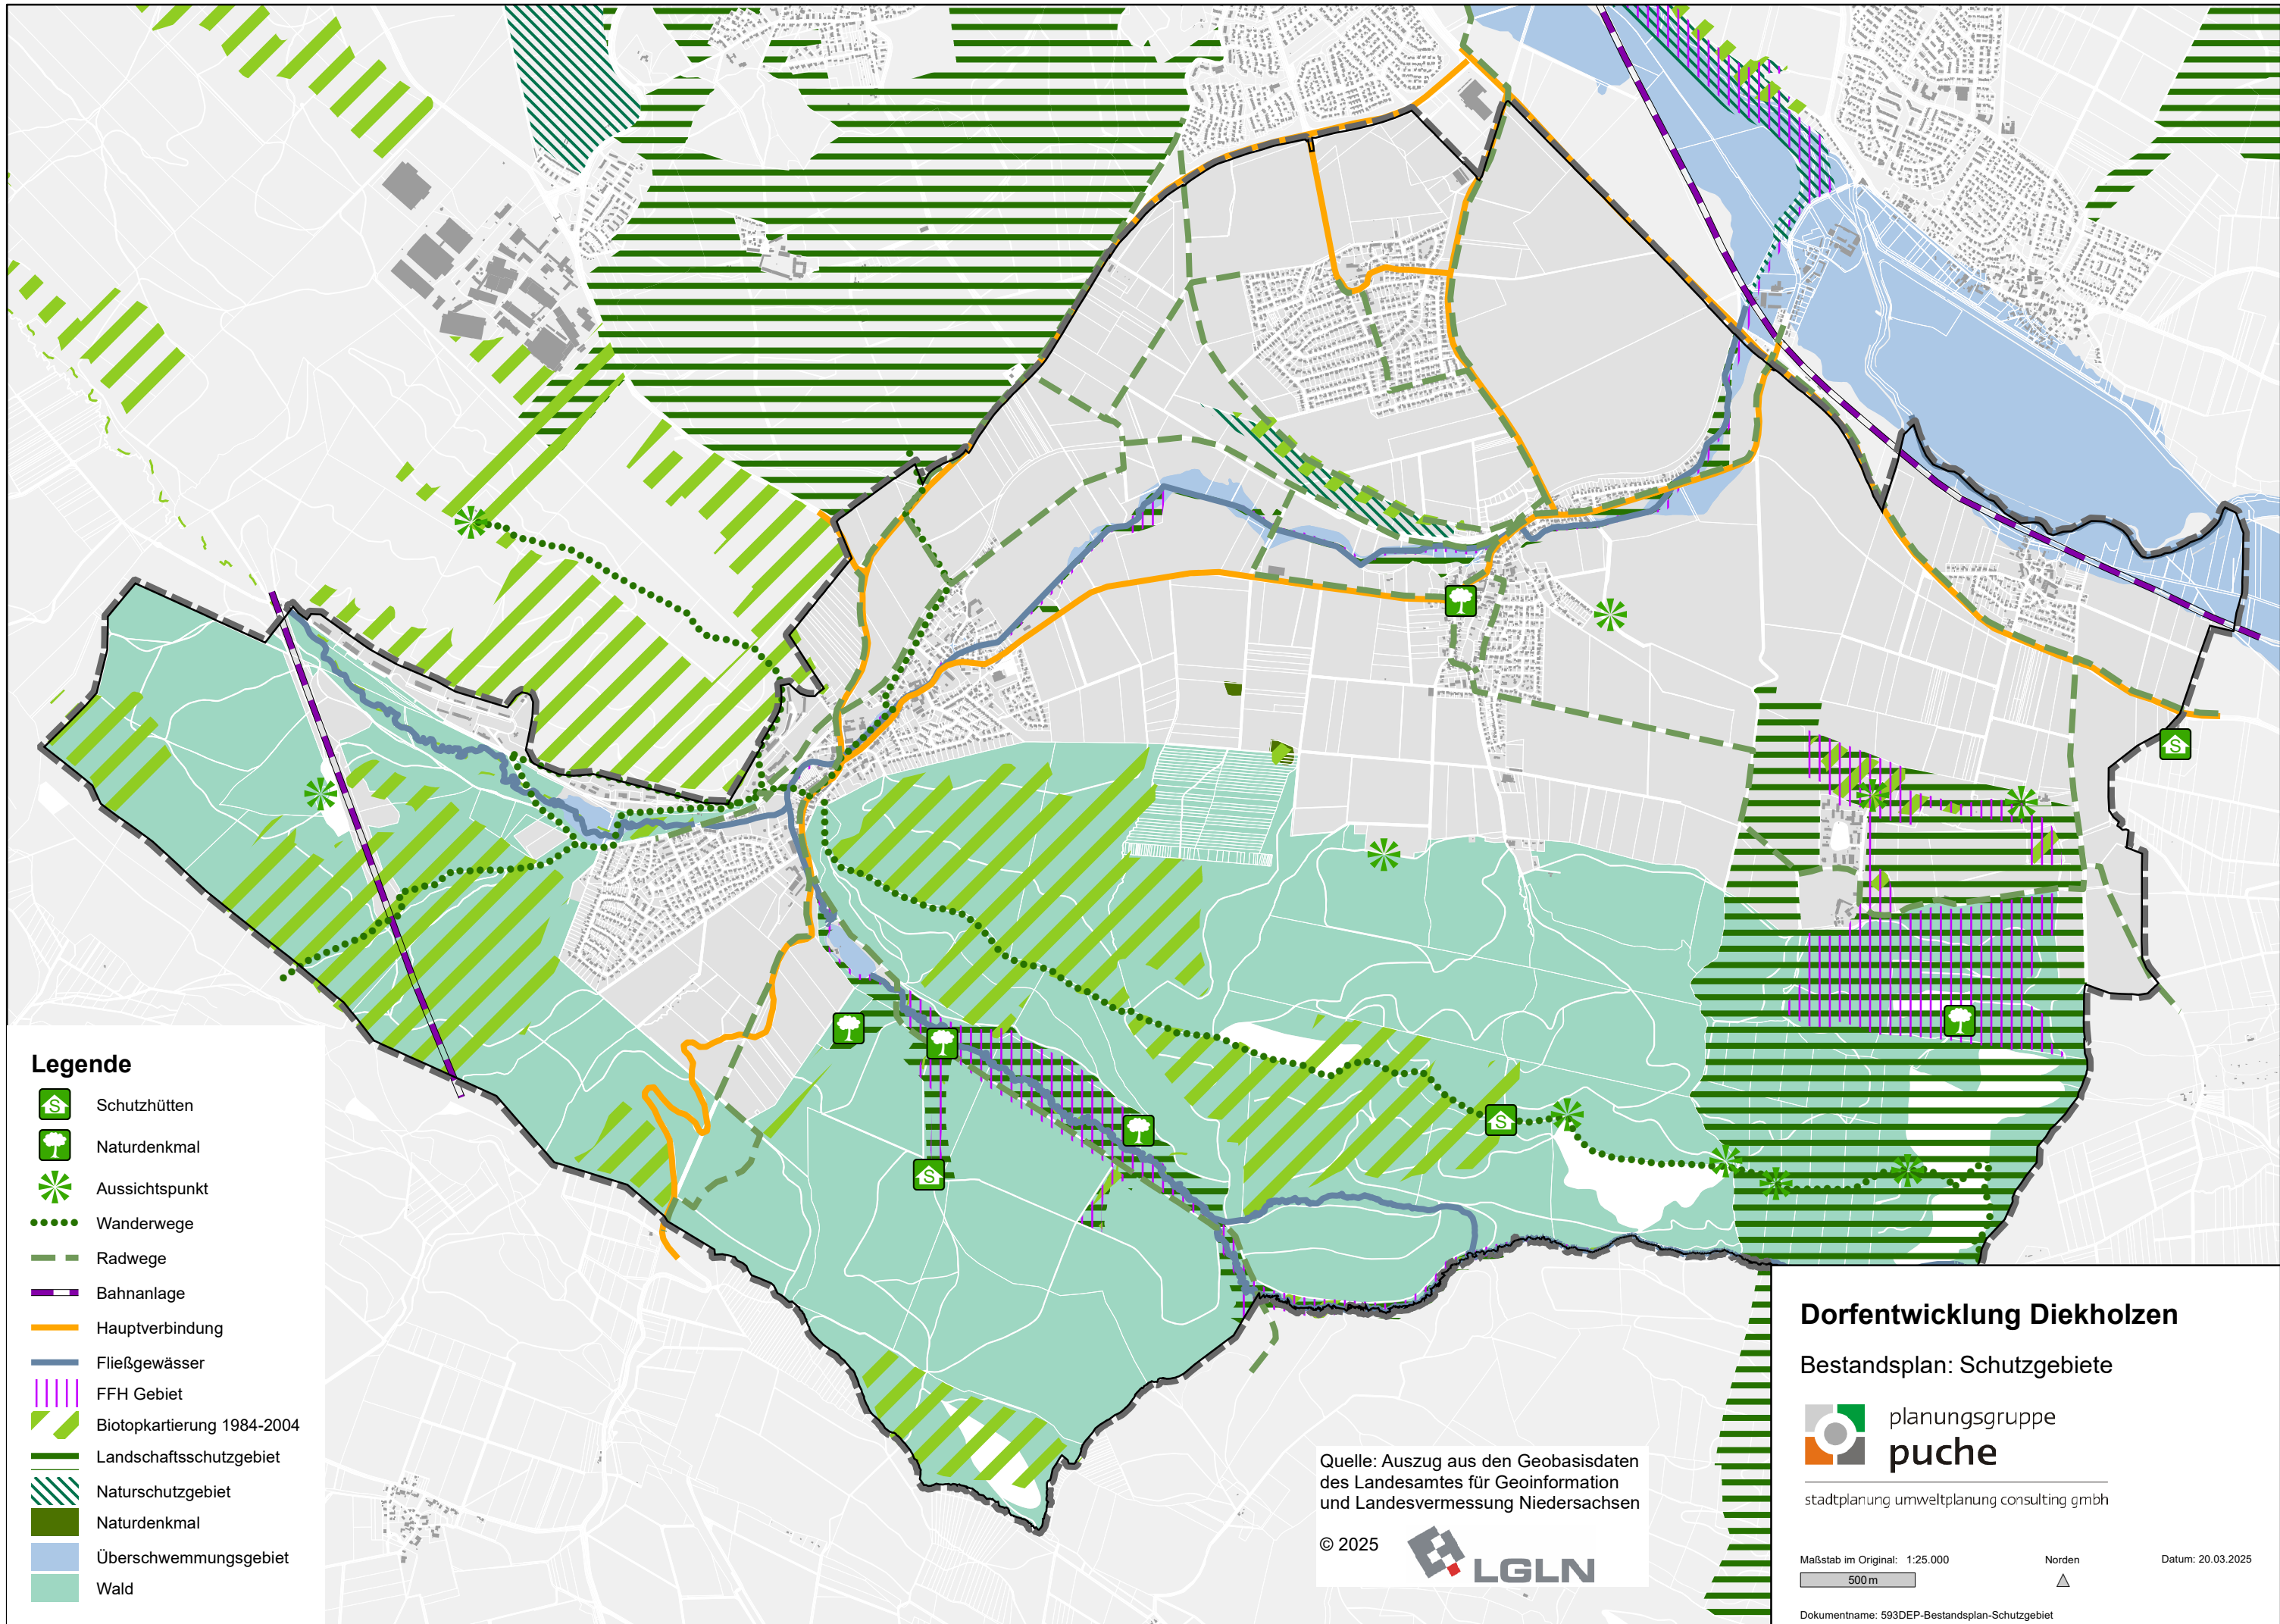 Legende
S Schutzhütten
Naturdenkmal
Aussichtspunkt
Wanderwege
Radwege
Bahnanlage
Hauptverbindung
Fließgewässer
FFH Gebiet
Biotopkartierung 1984-2004
Landschaftsschutzgebiet
Naturschutzgebiet
Naturdenkmal
Überschwemmungsgebiet
Wald
S
S
S
Quelle: Auszug aus den Geobasisdaten
des Landesamtes für Geoinformation
und Landesvermessung Niedersachsen
© 2025
LGLN
Dorfentwicklung Diekholzen
Bestandsplan: Schutzgebiete
planungsgruppe
puche
stadtplanung umweltplanung consulting gmbh
Maßstab im Original: 1:25.000 Norden Datum: 20.03.2025
500 m
Dokumentname: 593DEP-Bestandsplan-Schutzgebiet